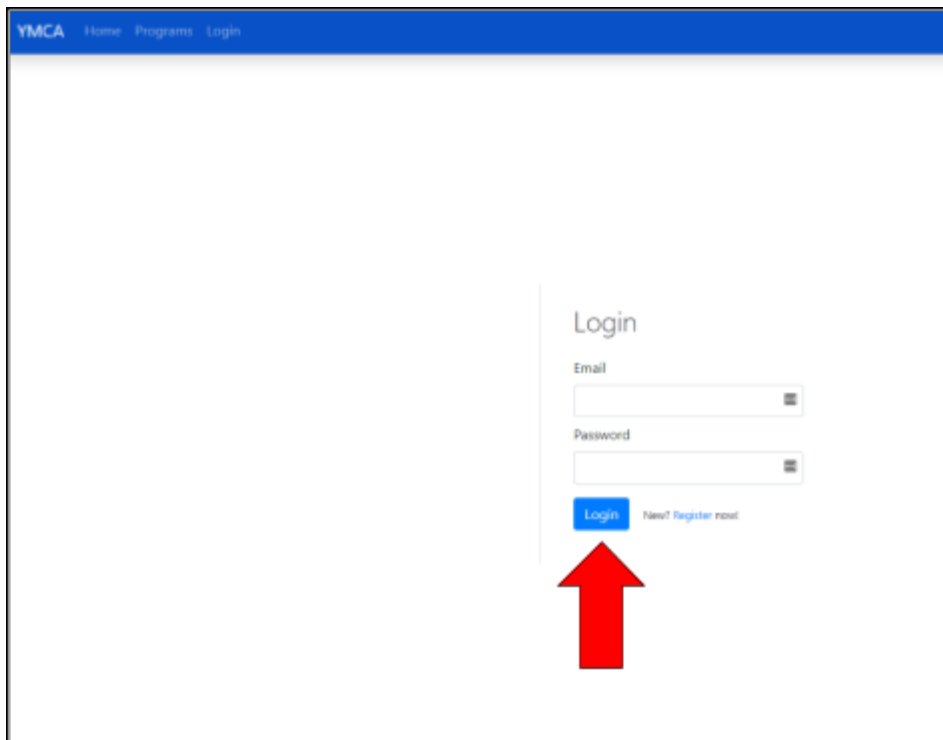 YMCA Home Programs Login
Login
Email
Password
Login New? Register now!